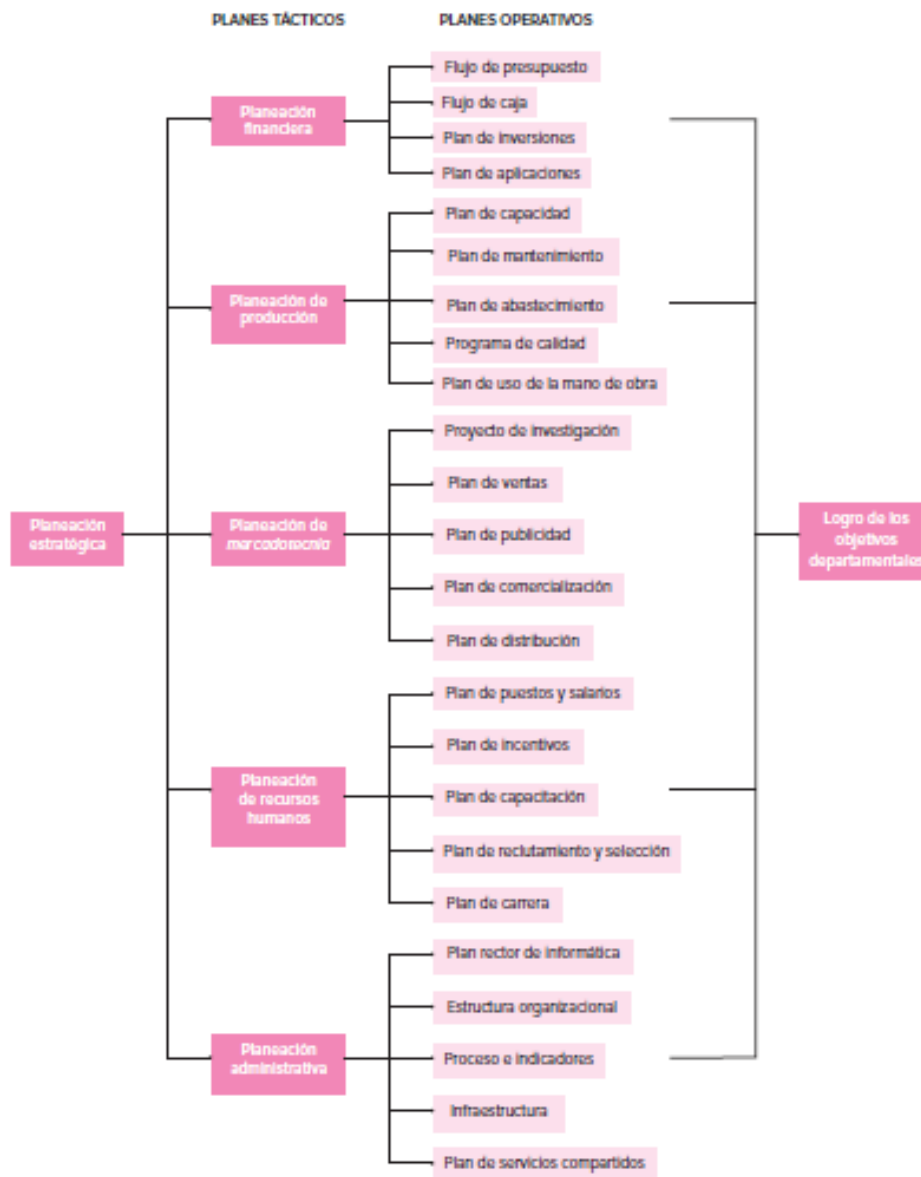 PLANES TÁCTICOS
PLANES OPERATIVOS
Flujo de presupuesto
Planeación
financiera
Flujo de caja
Plan de inversiones
Plan de aplicaciones
Plan de capacidad
Plan de mantenimiento
Planeación de
producción
Plan de abastecimiento
Programa de calidad
Plan de uso de la mano de obra
Proyecto de investigación
Plan de ventas
Planeación
estratégica
Planeación de
mercadotecnia
Plan de publicidad
Logro de los
objetivos
departamentales
Plan de comercialización
Plan de distribución
Plan de puestos y salarios
Plan de incentivos
Planeación
de recursos
humanos
Plan de capacitación
Plan de reclutamiento y selección
Plan de carrera
Plan rector de informática
Estructura organizacional
Planeación
administrativa
Proceso e indicadores
Infraestructura
Plan de servicios compartidos